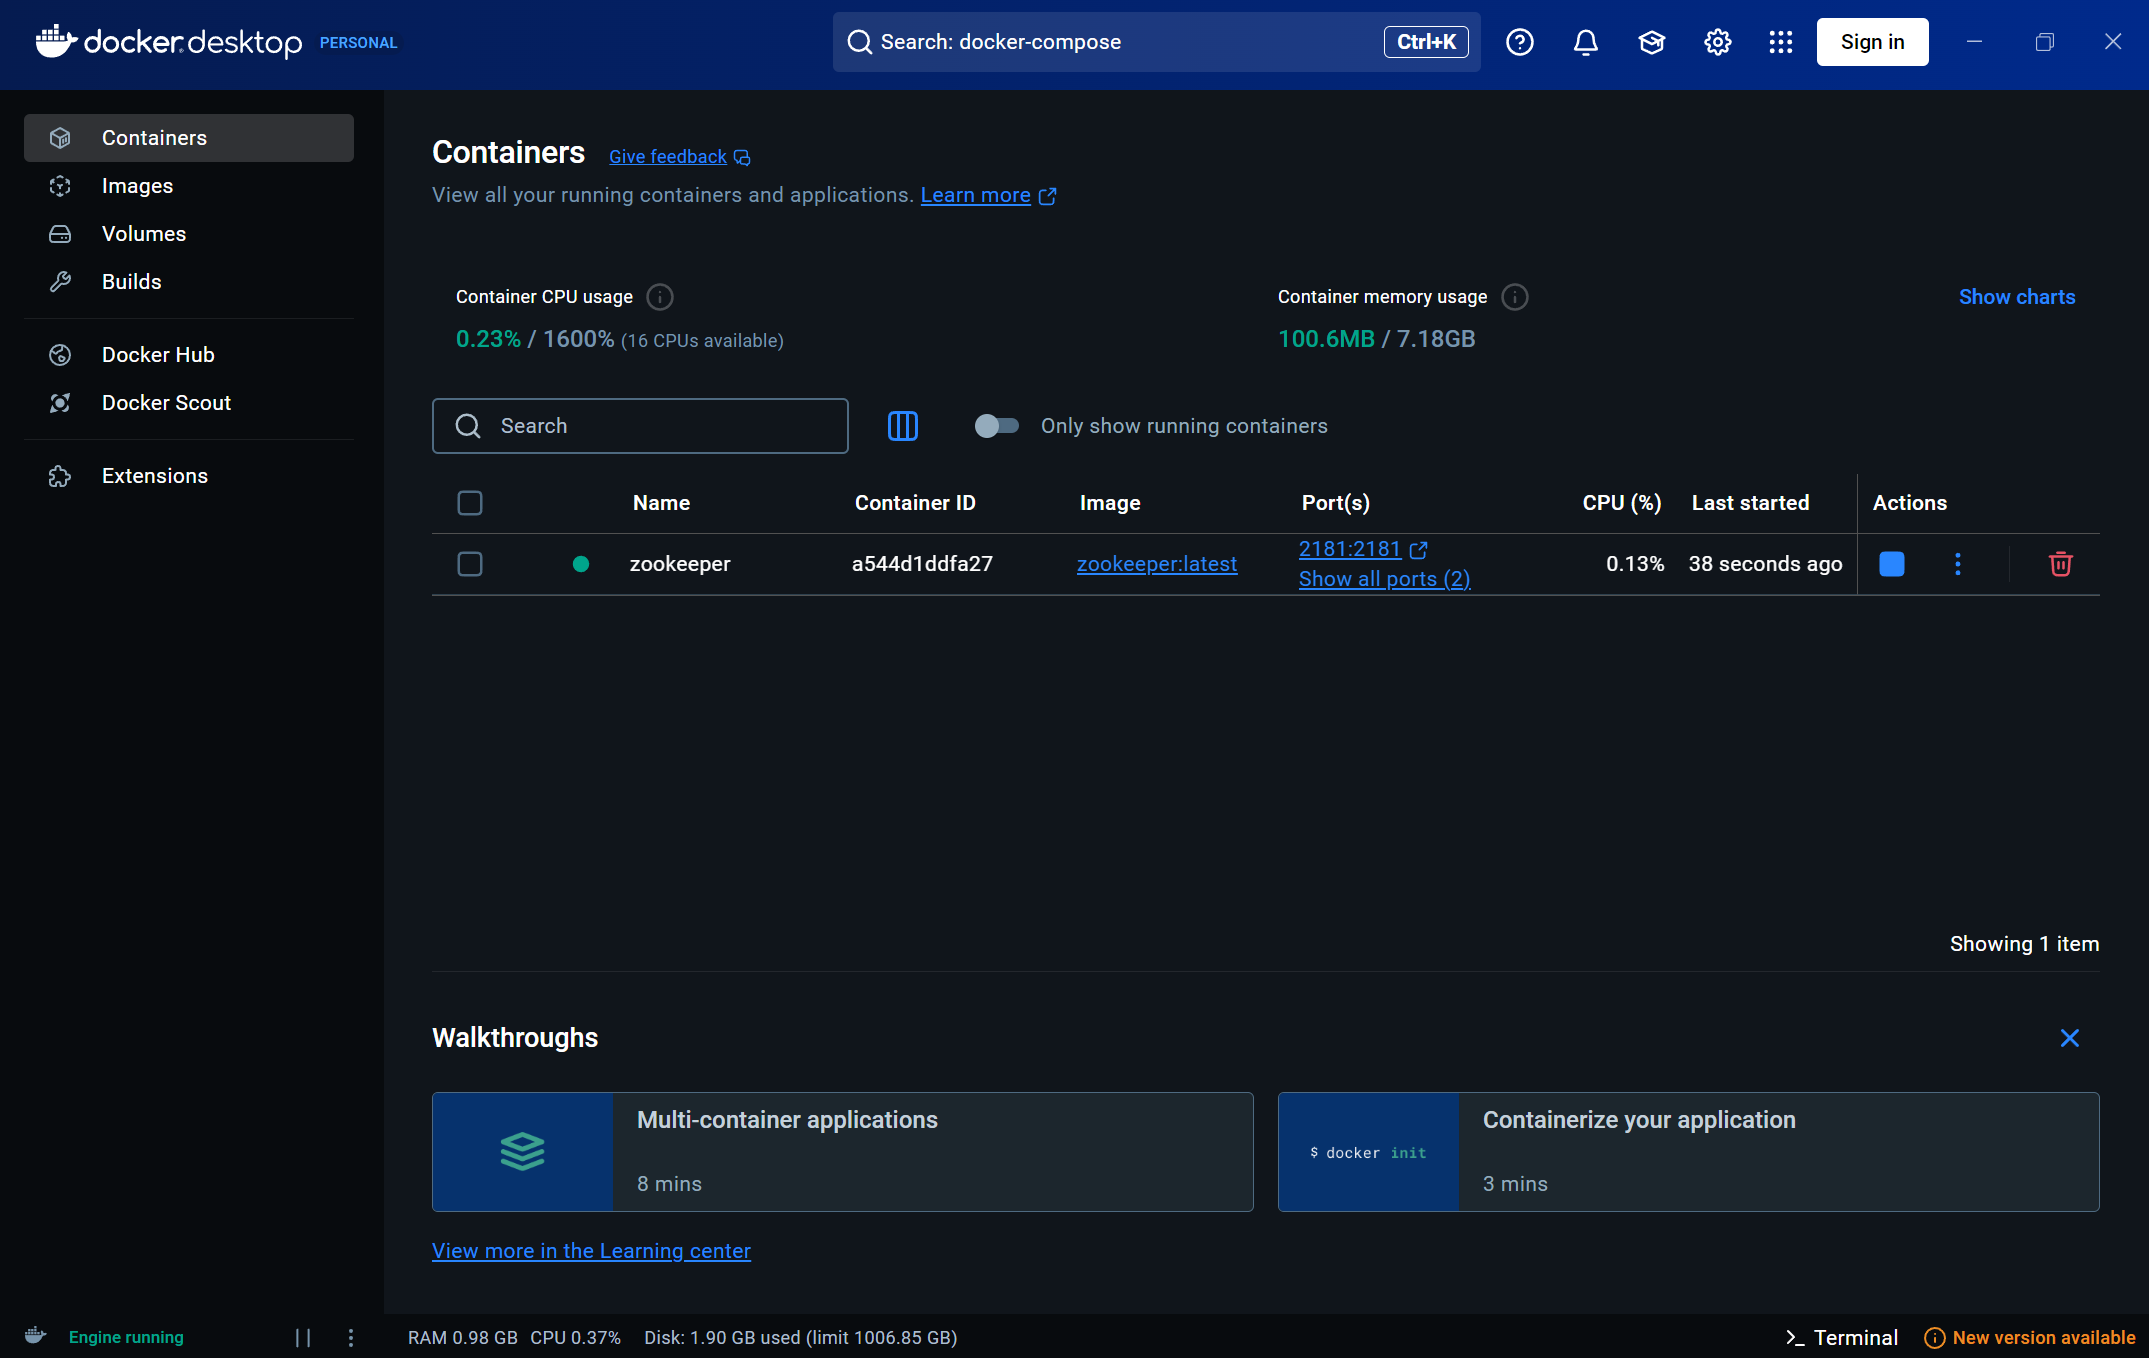 docker desktop PERSONAL
Search: docker-compose Ctrl+K
Sign in
Containers
Images
Volumes
Builds
Docker Hub
Docker Scout
Extensions
Containers Give feedback
View all your running containers and applications. Learn more
Container CPU usage
0.23% / 1600% (16 CPUs available)
Container memory usage
100.6MB / 7.18GB
Show charts
Search
Only show running containers
Name Container ID Image Port(s) CPU (%) Last started Actions
zookeeper a544d1ddfa27 zookeeper:latest 2181:2181 0.13% 38 seconds ago
Show all ports (2)
Showing 1 item
Walkthroughs
Multi-container applications
8 mins
$ docker init
Containerize your application
3 mins
View more in the Learning center
Engine running
RAM 0.98 GB CPU 0.37% Disk: 1.90 GB used (limit 1006.85 GB)
Terminal
New version available